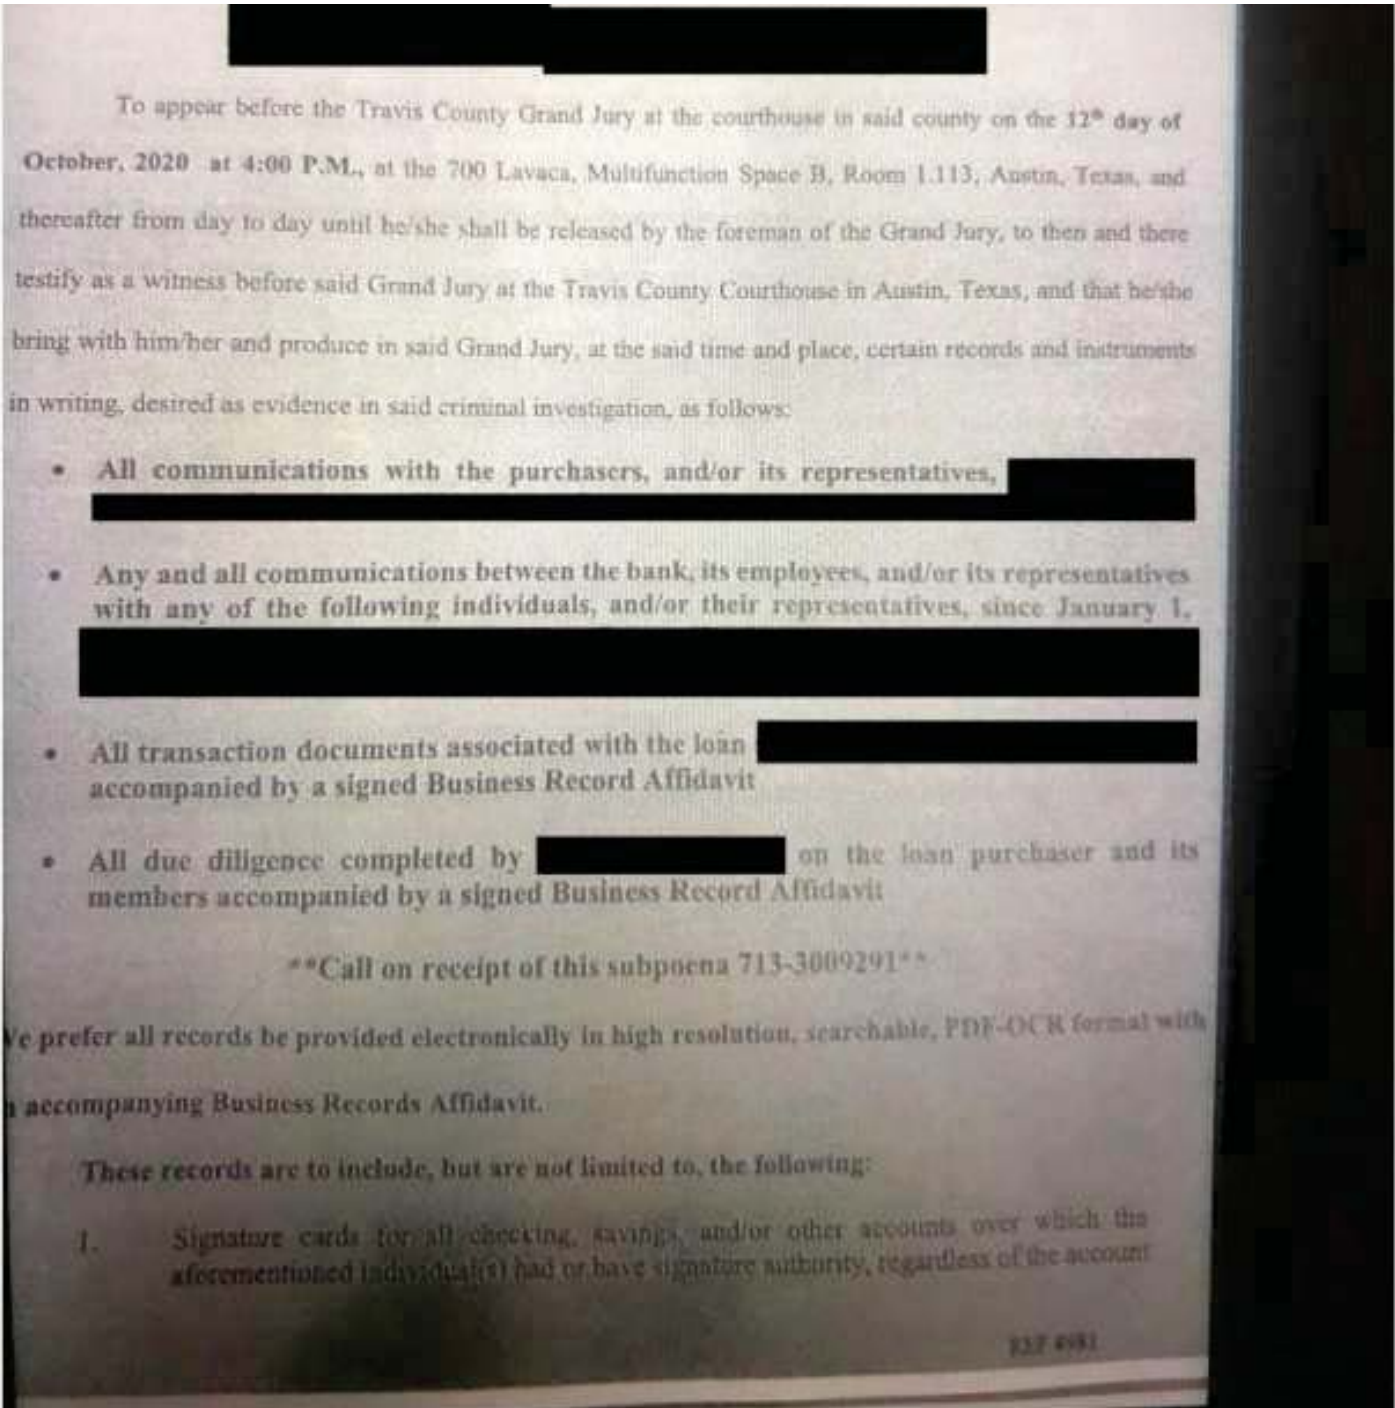 To appear before the Travis County Grand Jury at the courthouse in said county on the 12th day of
October, 2020 at 4:00 P.M., at the 700 Lavaca, Multifunction Space B, Room 1.113, Austin, Texas, and
thereafter from day to day until he/she shall be released by the foreman of the Grand Jury, to then and there
testify as a witness before said Grand Jury at the Travis County Courthouse in Austin, Texas, and that he/she
bring with him/her and produce in said Grand Jury, at the said time and place, certain records and instruments
in writing, desired as evidence in said criminal investigation, as follows:
• All communications with the purchasers, and/or its representatives,
• Any and all communications between the bank, its employees, and/or its representatives
with any of the following individuals, and/or their representatives, since January 1,
• All transaction documents associated with the loan
accompanied by a signed Business Record Affidavit
• All due diligence completed by on the loan purchaser and its
members accompanied by a signed Business Record Affidavit
**Call on receipt of this subpoena 713-3009291**
We prefer all records be provided electronically in high resolution, searchable, PDF-OCR format with
accompanying Business Records Affidavit.
These records are to include, but are not limited to, the following:
1. Signature cards for all checking, savings, and/or other accounts over which the
aforementioned individual(s) had or have signature authority, regardless of the account